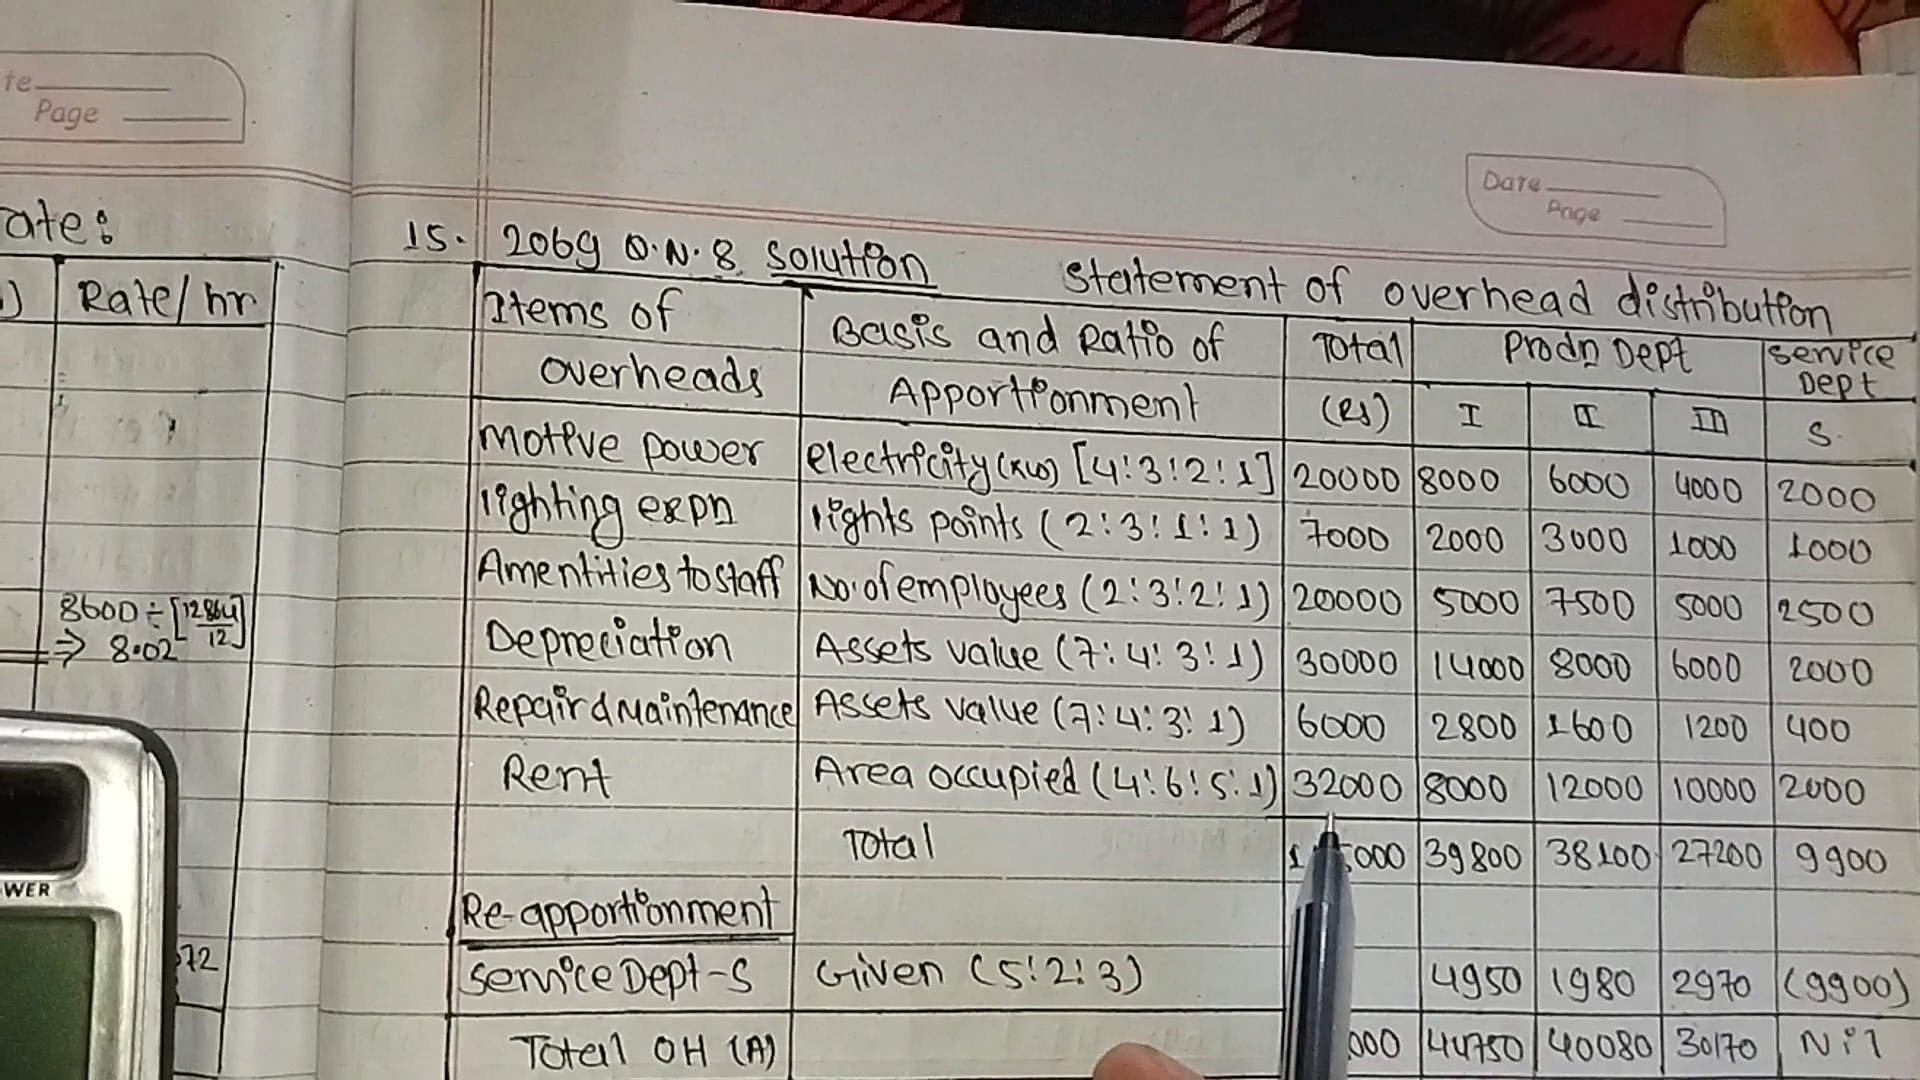 te
Page
Date
Page
ate:
Rate/hr
8600 ÷ [12864/12]
⇒ 8.02
WER
72
15. 2069 Q.N.8 Solution Statement of overhead distribution
Items of overheads | Basis and Ratio of Apportionment | Total (Rs) | Prodn Dept I | II | III | Service Dept S.
Motive power | electricity (kw) [4:3:2:1] | 20000 | 8000 | 6000 | 4000 | 2000
lighting expn | lights points (2:3:1:1) | 7000 | 2000 | 3000 | 1000 | 1000
Amentities to staff | No. of employees (2:3:2:1) | 20000 | 5000 | 7500 | 5000 | 2500
Depreciation | Assets value (7:4:3:1) | 30000 | 14000 | 8000 | 6000 | 2000
Repair & Maintenance | Assets value (7:4:3:1) | 6000 | 2800 | 1600 | 1200 | 400
Rent | Area occupied (4:6:5:1) | 32000 | 8000 | 12000 | 10000 | 2000
Total | 39800 | 38100 | 27200 | 9900
Re-apportionment
Service Dept-S | Given (5:2:3) | 4950 | 1980 | 2970 | (9900)
Total OH (A) | 000 | 44750 | 40080 | 30170 | Nil